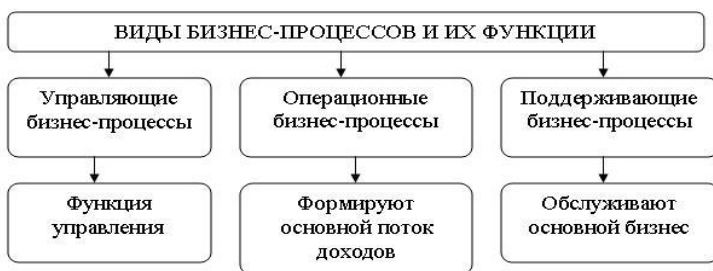 ВИДЫ БИЗНЕС-ПРОЦЕССОВ И ИХ ФУНКЦИИ
Управляющие
бизнес-процессы
Операционные
бизнес-процессы
Поддерживающие
бизнес-процессы
Функция
управления
Формируют
основной поток
доходов
Обслуживают
основной бизнес